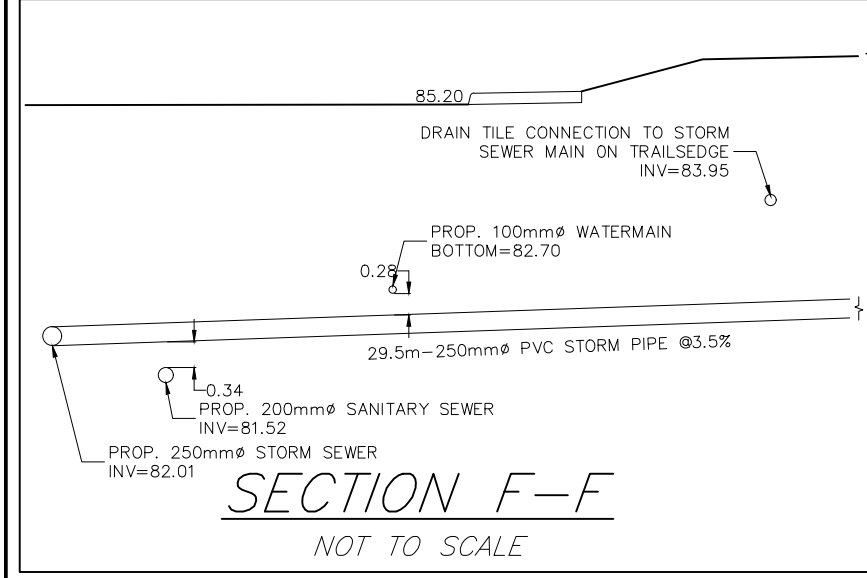 85.20
DRAIN TILE CONNECTION TO STORM
SEWER MAIN ON TRAILSEDGE
INV=83.95
PROP. 100mmø WATERMAIN
BOTTOM=82.70
0.28
29.5m-250mmø PVC STORM PIPE @3.5%
0.34
PROP. 200mmø SANITARY SEWER
INV=81.52
PROP. 250mmø STORM SEWER
INV=82.01
SECTION F-F
NOT TO SCALE